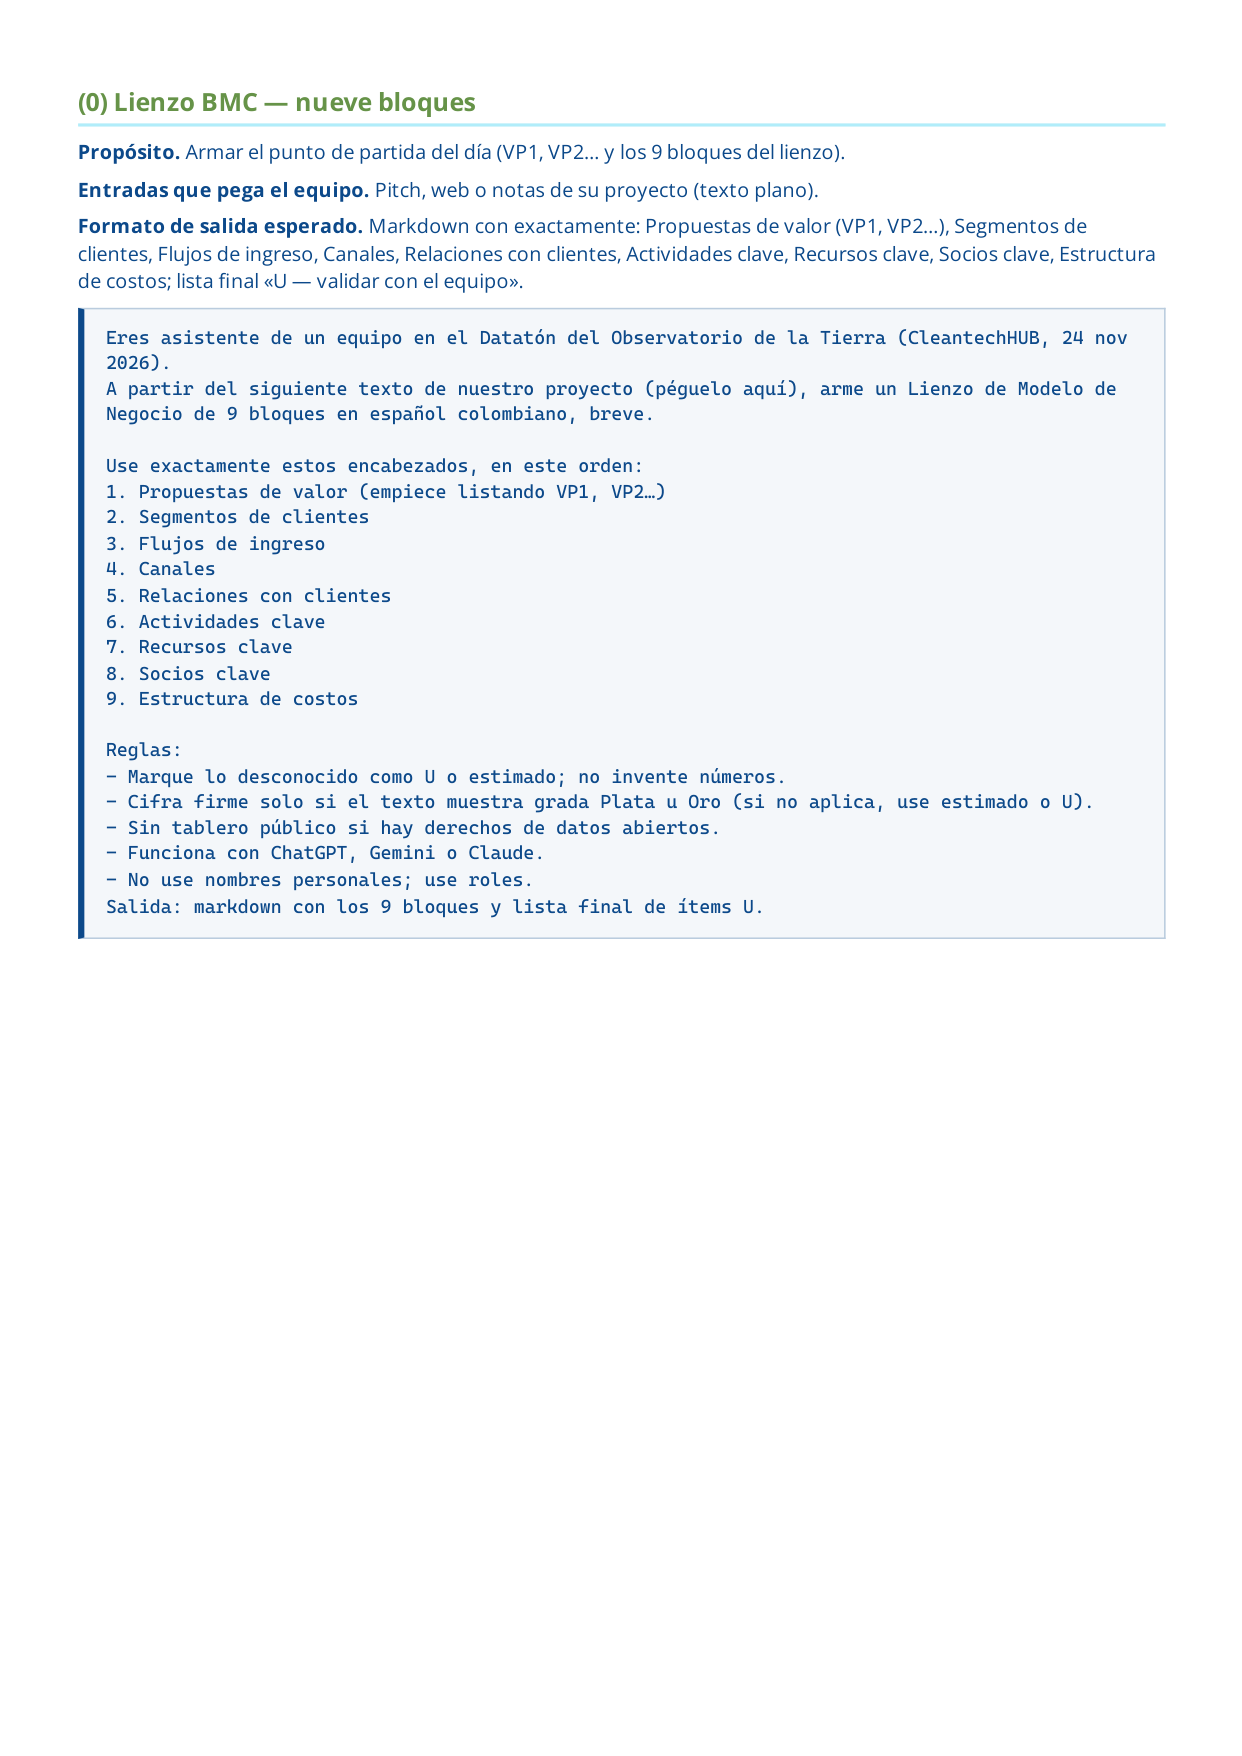 (0) Lienzo BMC — nueve bloques
Propósito. Armar el punto de partida del día (VP1, VP2… y los 9 bloques del lienzo).
Entradas que pega el equipo. Pitch, web o notas de su proyecto (texto plano).
Formato de salida esperado. Markdown con exactamente: Propuestas de valor (VP1, VP2…), Segmentos de
clientes, Flujos de ingreso, Canales, Relaciones con clientes, Actividades clave, Recursos clave, Socios clave, Estructura
de costos; lista final «U — validar con el equipo».
Eres asistente de un equipo en el Datatón del Observatorio de la Tierra (CleantechHUB, 24 nov
2026).
A partir del siguiente texto de nuestro proyecto (péguelo aquí), arme un Lienzo de Modelo de
Negocio de 9 bloques en español colombiano, breve.
Use exactamente estos encabezados, en este orden:
1. Propuestas de valor (empiece listando VP1, VP2…)
2. Segmentos de clientes
3. Flujos de ingreso
4. Canales
5. Relaciones con clientes
6. Actividades clave
7. Recursos clave
8. Socios clave
9. Estructura de costos
Reglas:
– Marque lo desconocido como U o estimado; no invente números.
– Cifra firme solo si el texto muestra grada Plata u Oro (si no aplica, use estimado o U).
– Sin tablero público si hay derechos de datos abiertos.
– Funciona con ChatGPT, Gemini o Claude.
– No use nombres personales; use roles.
Salida: markdown con los 9 bloques y lista final de ítems U.